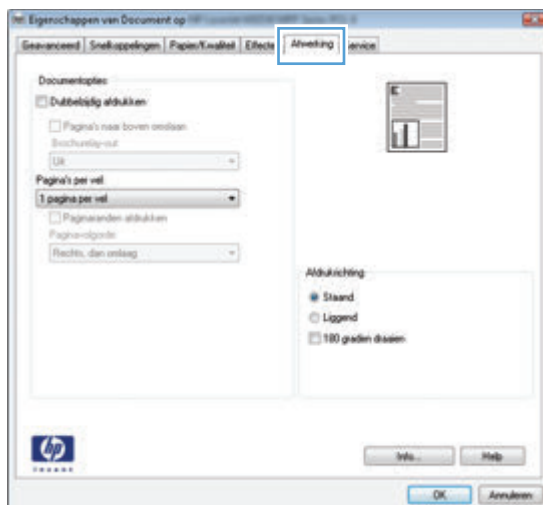 Eigenschappen van Document op
Geavanceerd Snelkoppelingen Papier/Kwaliteit Effecten Afwerking Service
Documentopties
Dubbelzijdig afdrukken
Pagina's naar boven omslaan
Brochurelay-out
Uit
Pagina's per vel
1 pagina per vel
Paginaranden afdrukken
Paginavolgorde
Rechts, dan omlaag
Afdrukrichting
Staand
Liggend
180 graden draaien
hp
invent
Info...
Help
OK
Annuleren